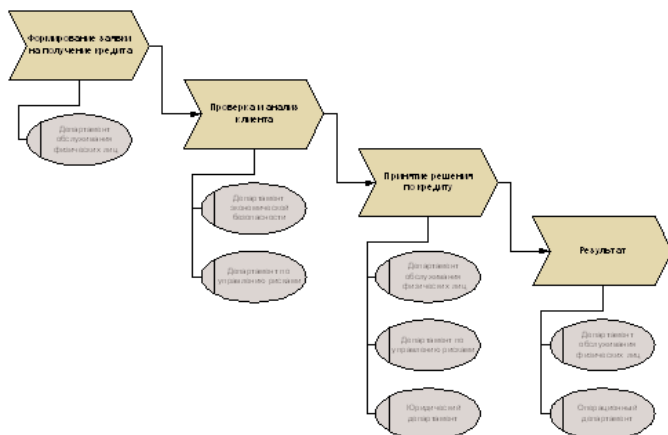 Формирование заявки
на получение кредита
Департамент
обслуживания
физических лиц
Проверка и анализ
клиента
Департамент
экономической
безопасности
Департамент по
управлению рисками
Принятие решения
по кредиту
Департамент
обслуживания
физических лиц
Департамент по
управлению рисками
Юридический
департамент
Результат
Департамент
обслуживания
физических лиц
Операционный
департамент